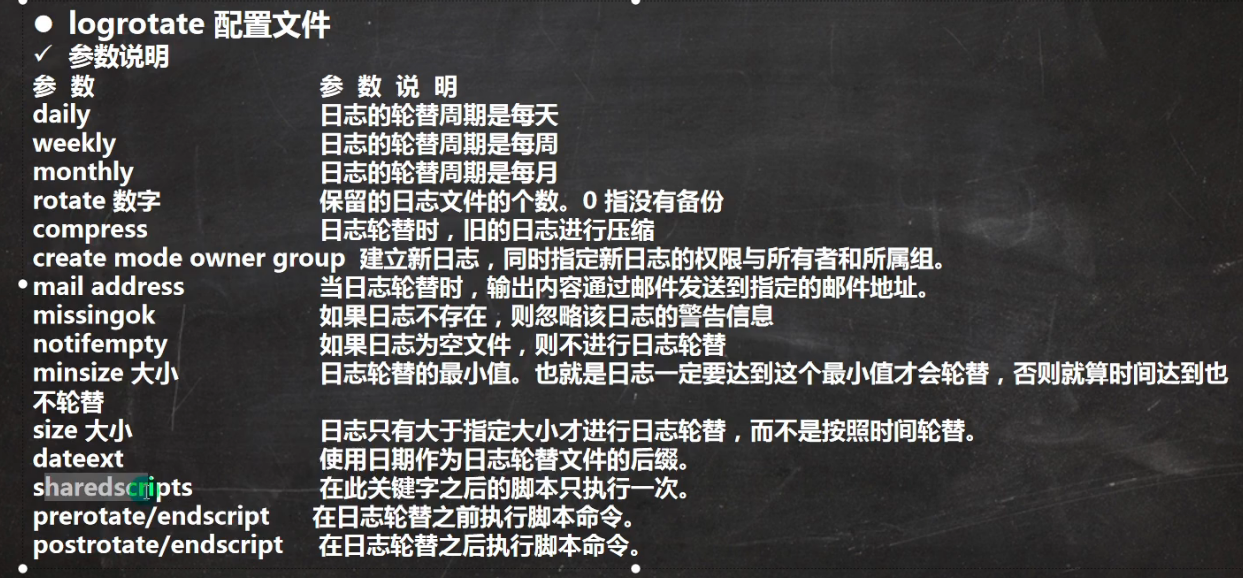 ● logrotate 配置文件
✓ 参数说明
参 数 参 数 说 明
daily 日志的轮替周期是每天
weekly 日志的轮替周期是每周
monthly 日志的轮替周期是每月
rotate 数字 保留的日志文件的个数。0 指没有备份
compress 日志轮替时，旧的日志进行压缩
create mode owner group 建立新日志，同时指定新日志的权限与所有者和所属组。
mail address 当日志轮替时，输出内容通过邮件发送到指定的邮件地址。
missingok 如果日志不存在，则忽略该日志的警告信息
notifempty 如果日志为空文件，则不进行日志轮替
minsize 大小 日志轮替的最小值。也就是日志一定要达到这个最小值才会轮替，否则就算时间达到也
不轮替
size 大小 日志只有大于指定大小才进行日志轮替，而不是按照时间轮替。
dateext 使用日期作为日志轮替文件的后缀。
sharedscripts 在此关键字之后的脚本只执行一次。
prerotate/endscript 在日志轮替之前执行脚本命令。
postrotate/endscript 在日志轮替之后执行脚本命令。